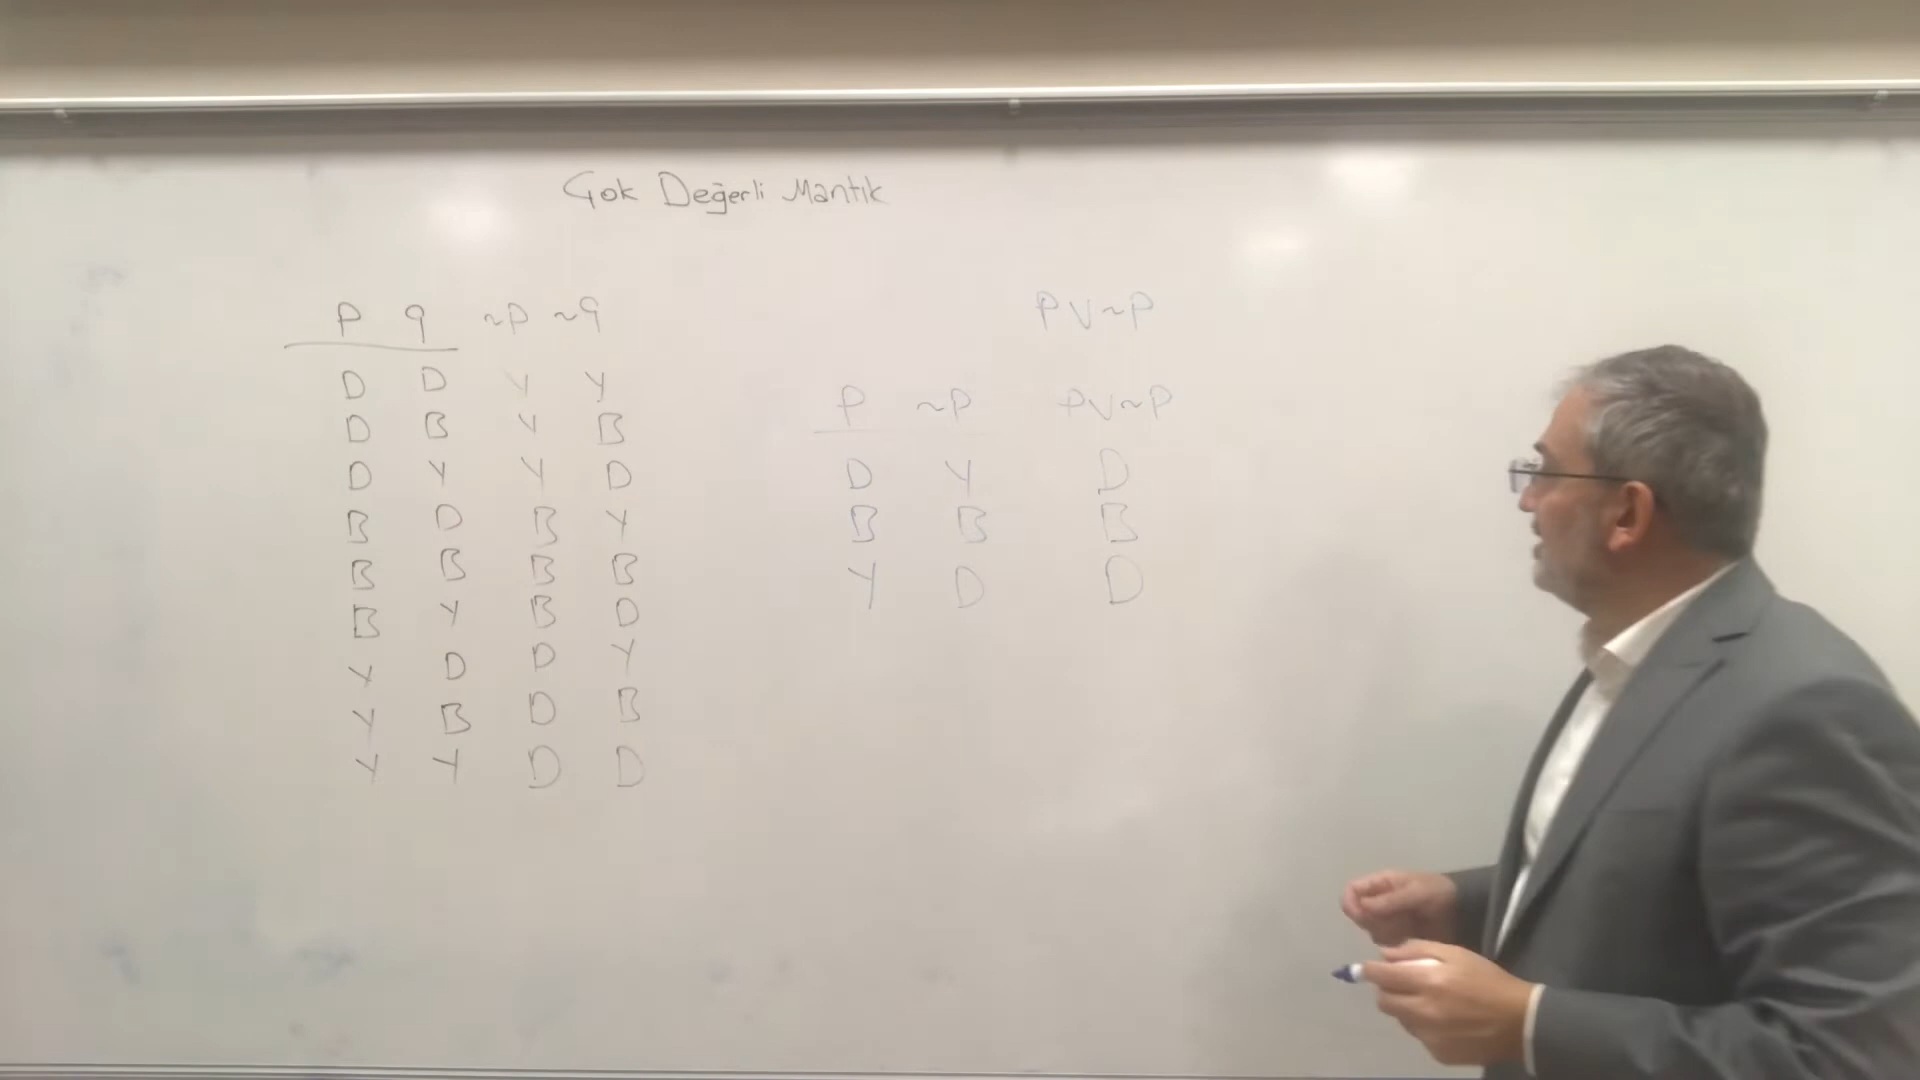 Çok Değerli Mantık
P q ~P ~q
D D Y Y
D B Y B
D Y Y D
B D B Y
B B B B
B Y B D
Y D D Y
Y B D B
Y Y D D
P V ~P
P ~P P V ~P
D Y D
B B B
Y D D